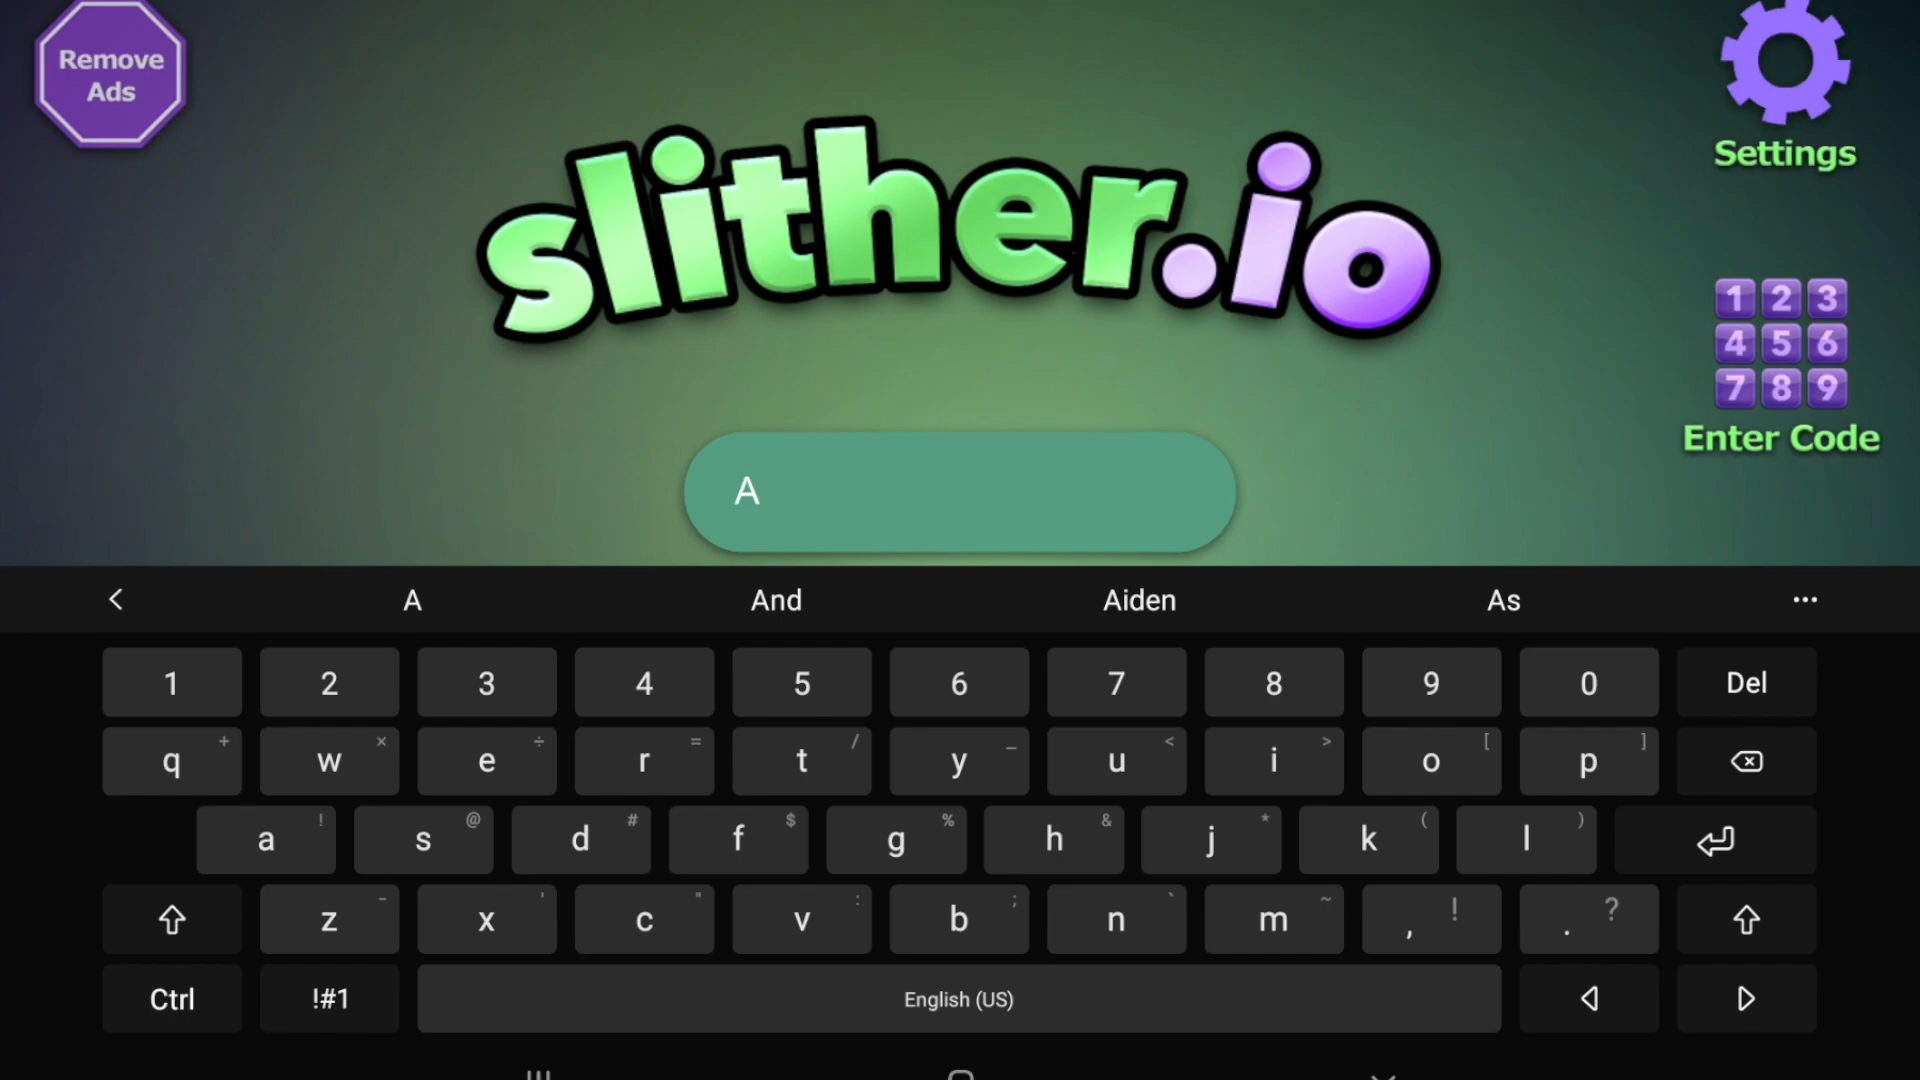 Remove
Ads
slither.io
Settings
1 2 3
4 5 6
7 8 9
Enter Code
A
A And Aiden As ...
1 2 3 4 5 6 7 8 9 0 Del
q + w × e ÷ r = t / y _ u < i > o [ p ]
a ! s @ d # f $ g % h & j * k ( l )
z - x ' c " v : b ; n ` m ~ , ! . ?
Ctrl !#1 English (US)